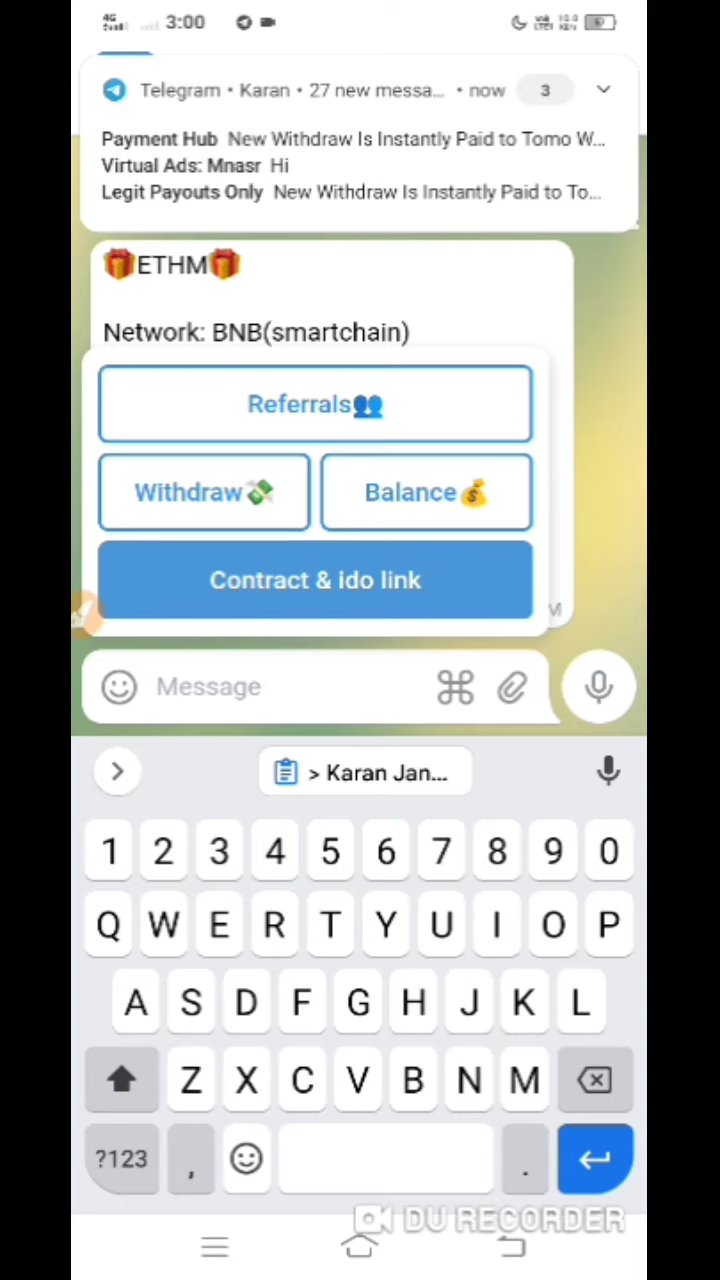 4G
3:00
Telegram • Karan • 27 new messa... • now 3
Payment Hub New Withdraw Is Instantly Paid to Tomo W...
Virtual Ads: Mnasr Hi
Legit Payouts Only New Withdraw Is Instantly Paid to To...
🎁ETHM🎁
Network: BNB(smartchain)
Referrals👥
Withdraw💸 Balance💰
Contract & ido link
M
Message
> Karan Jan...
1 2 3 4 5 6 7 8 9 0
Q W E R T Y U I O P
A S D F G H J K L
Z X C V B N M
?123 , .
DU RECORDER